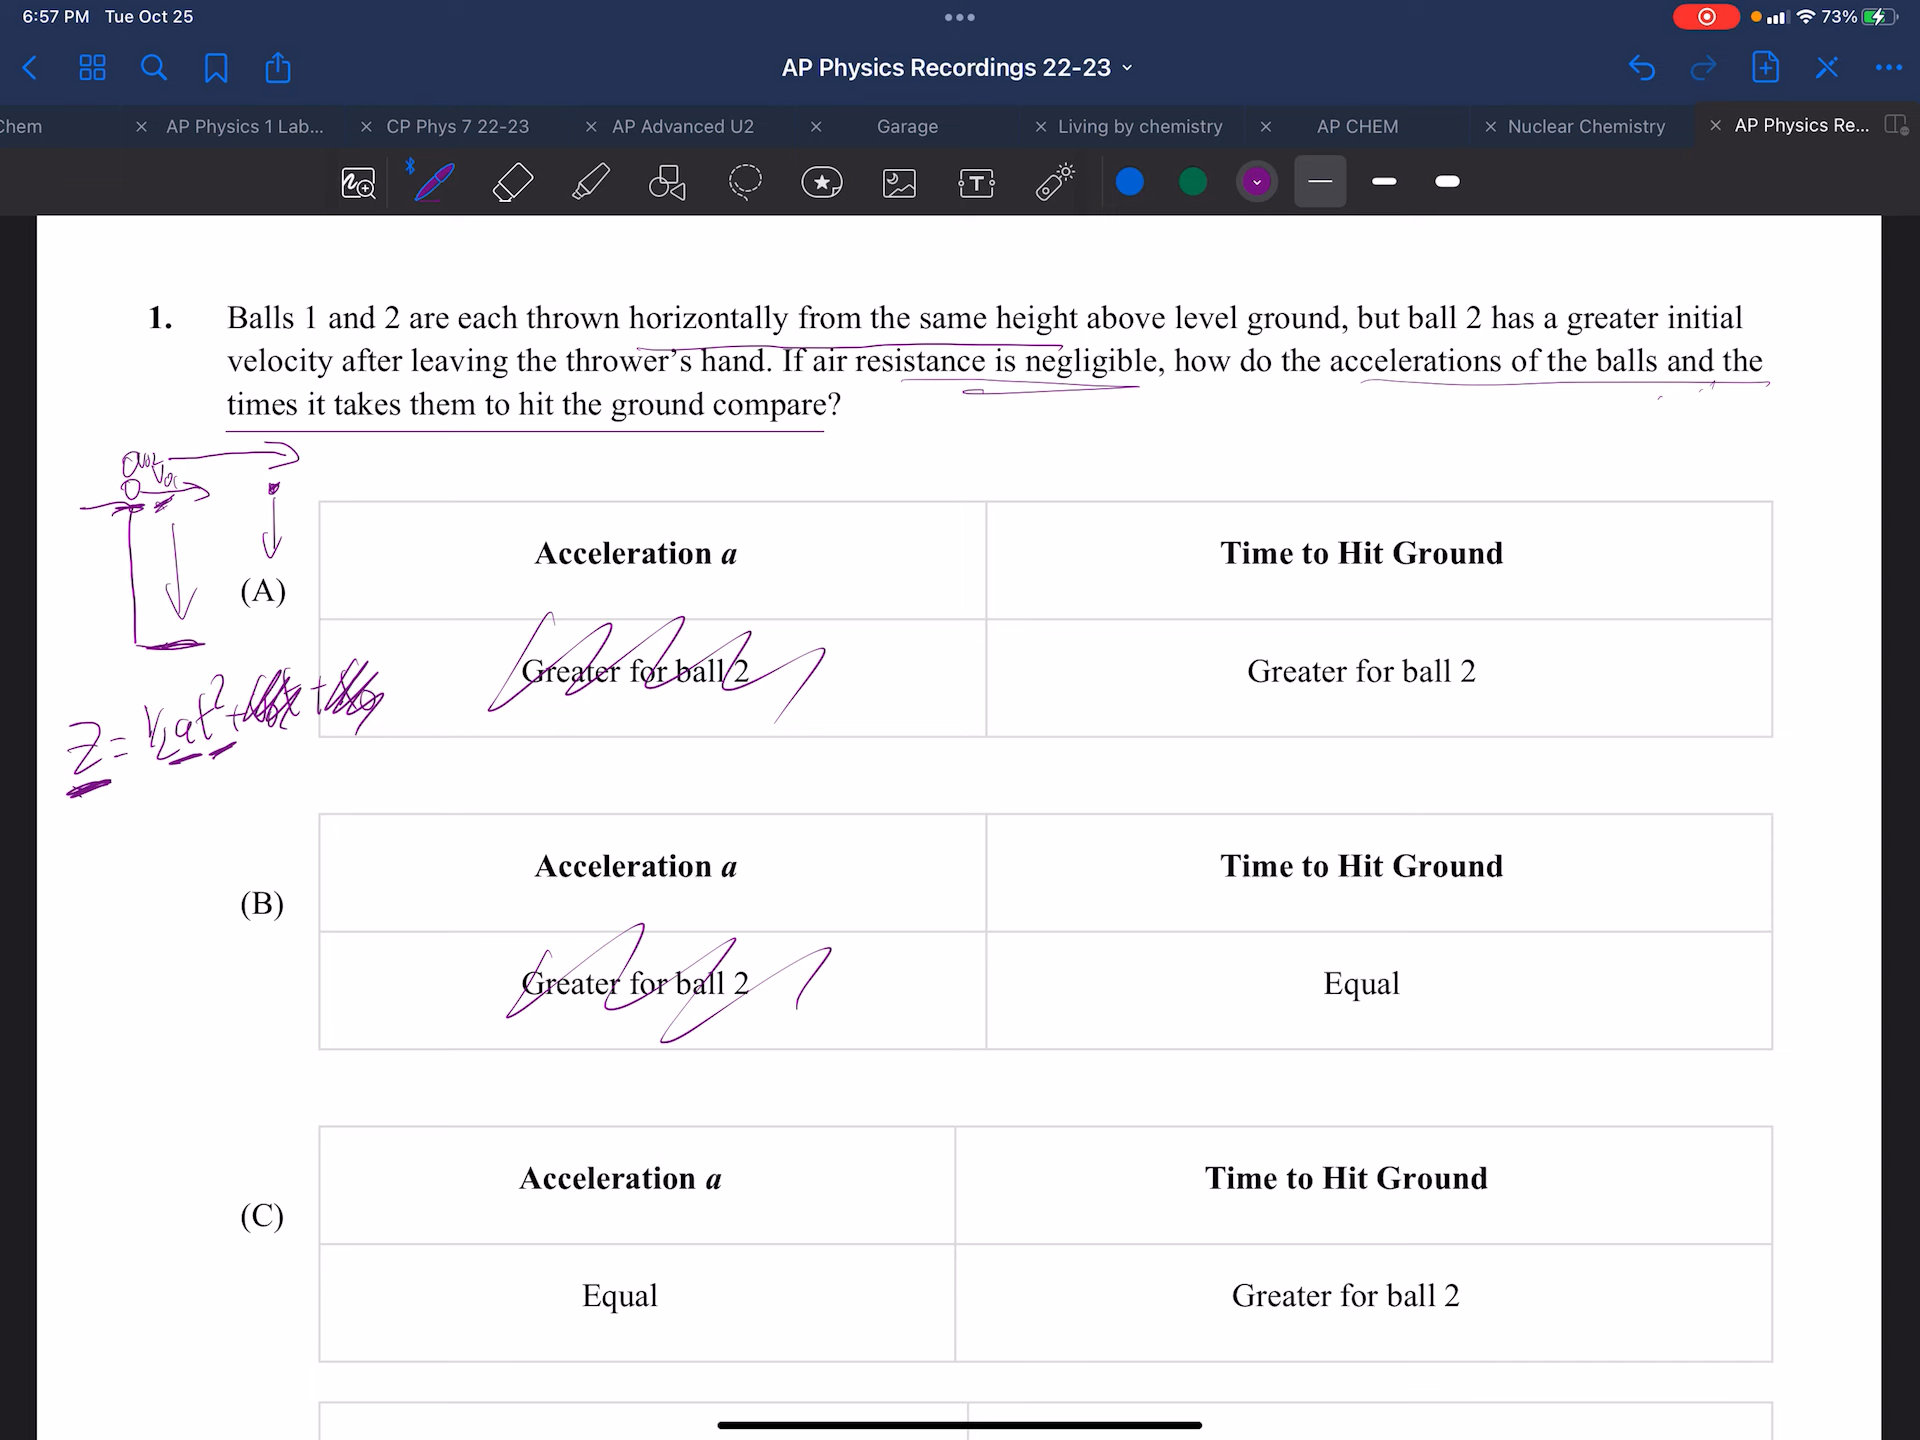 6:57 PM Tue Oct 25
73%
AP Physics Recordings 22-23
Chem
AP Physics 1 Lab...
CP Phys 7 22-23
AP Advanced U2
Garage
Living by chemistry
AP CHEM
Nuclear Chemistry
AP Physics Re...
1. Balls 1 and 2 are each thrown horizontally from the same height above level ground, but ball 2 has a greater initial
velocity after leaving the thrower's hand. If air resistance is negligible, how do the accelerations of the balls and the
times it takes them to hit the ground compare?
(A)
Acceleration a Time to Hit Ground
Greater for ball 2 Greater for ball 2
Z = 1/2 at² + +
(B)
Acceleration a Time to Hit Ground
Greater for ball 2 Equal
(C)
Acceleration a Time to Hit Ground
Equal Greater for ball 2